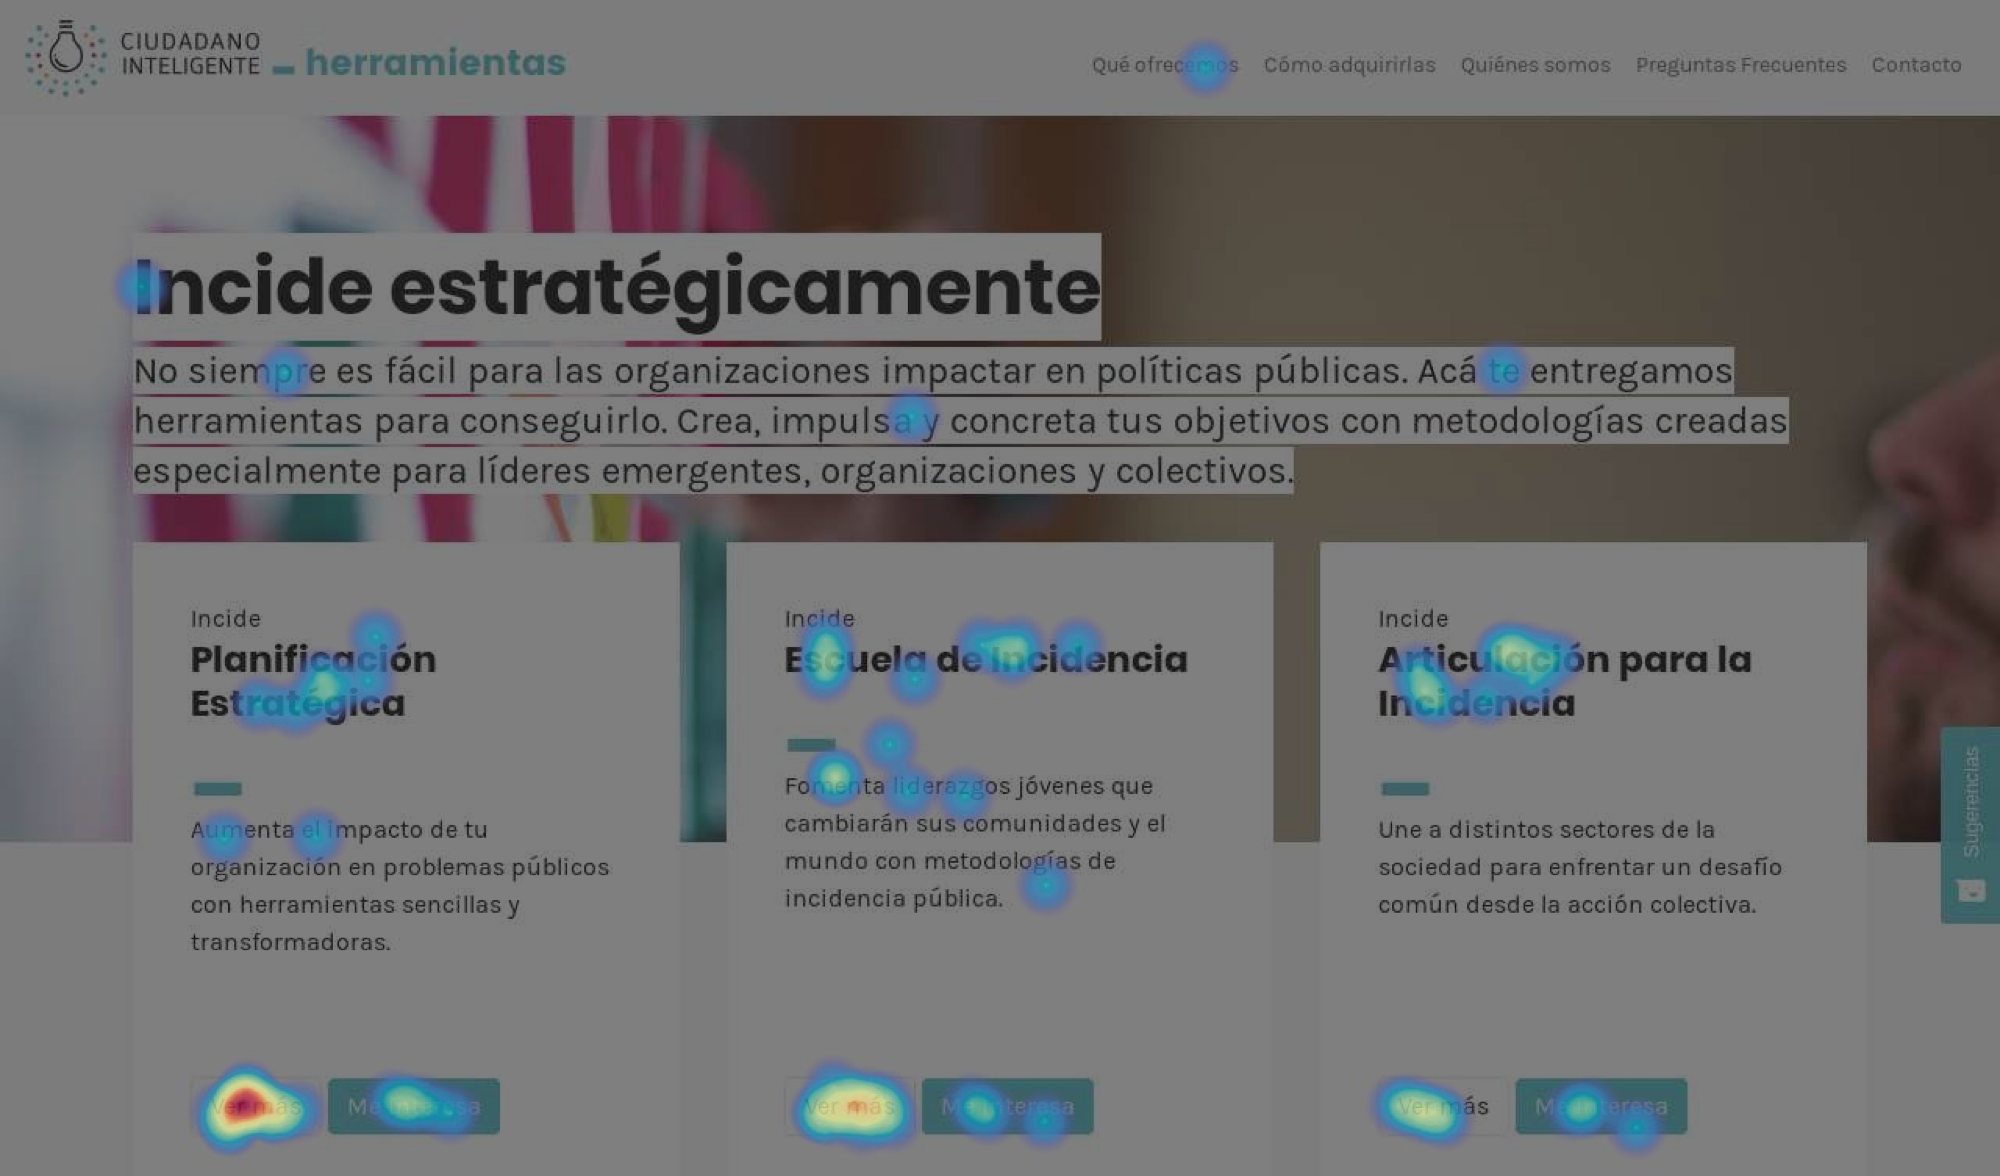 CIUDADANO
INTELIGENTE
herramientas
Qué ofrecemos Cómo adquirirlas Quiénes somos Preguntas Frecuentes Contacto
Incide estratégicamente
No siempre es fácil para las organizaciones impactar en políticas públicas. Acá te entregamos
herramientas para conseguirlo. Crea, impulsa y concreta tus objetivos con metodologías creadas
especialmente para líderes emergentes, organizaciones y colectivos.
Incide
Planificación
Estratégica
Aumenta el impacto de tu
organización en problemas públicos
con herramientas sencillas y
transformadoras.
Ver más Me interesa
Incide
Escuela de Incidencia
Fomenta liderazgos jóvenes que
cambiarán sus comunidades y el
mundo con metodologías de
incidencia pública.
Ver más Me interesa
Incide
Articulación para la
Incidencia
Une a distintos sectores de la
sociedad para enfrentar un desafío
común desde la acción colectiva.
Ver más Me interesa
Sugerencias